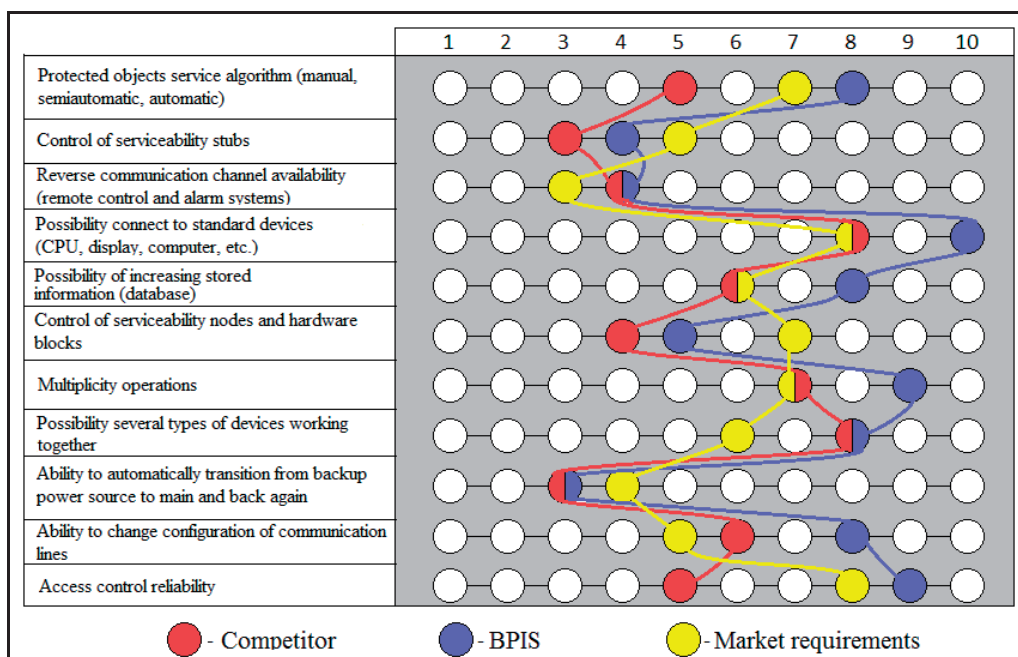 1 2 3 4 5 6 7 8 9 10
Protected objects service algorithm (manual,
semiautomatic, automatic)
Control of serviceability stubs
Reverse communication channel availability
(remote control and alarm systems)
Possibility connect to standard devices
(CPU, display, computer, etc.)
Possibility of increasing stored
information (database)
Control of serviceability nodes and hardware
blocks
Multiplicity operations
Possibility several types of devices working
together
Ability to automatically transition from backup
power source to main and back again
Ability to change configuration of communication
lines
Access control reliability
- Competitor - BPIS - Market requirements